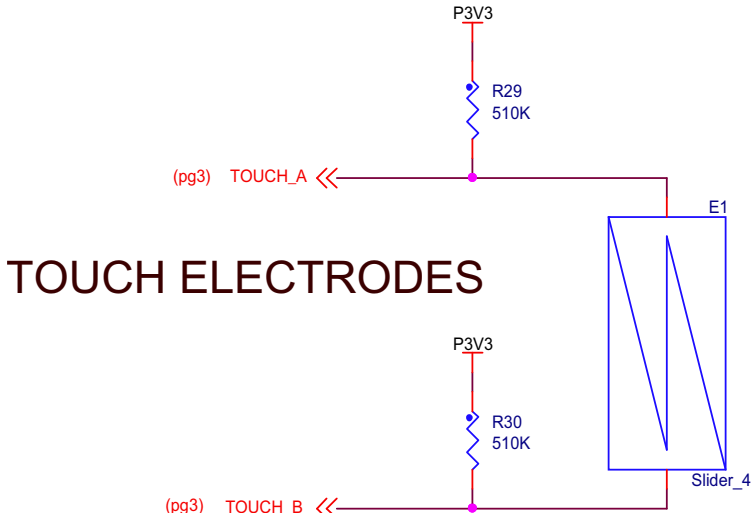 P3V3
R29
510K
(pg3) TOUCH_A
E1
TOUCH ELECTRODES
P3V3
R30
510K
Slider_4
(pg3) TOUCH_B